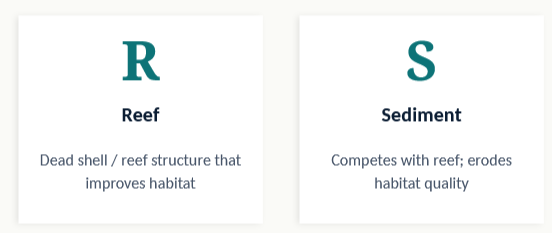 R
Reef
Dead shell / reef structure that
improves habitat
S
Sediment
Competes with reef; erodes
habitat quality